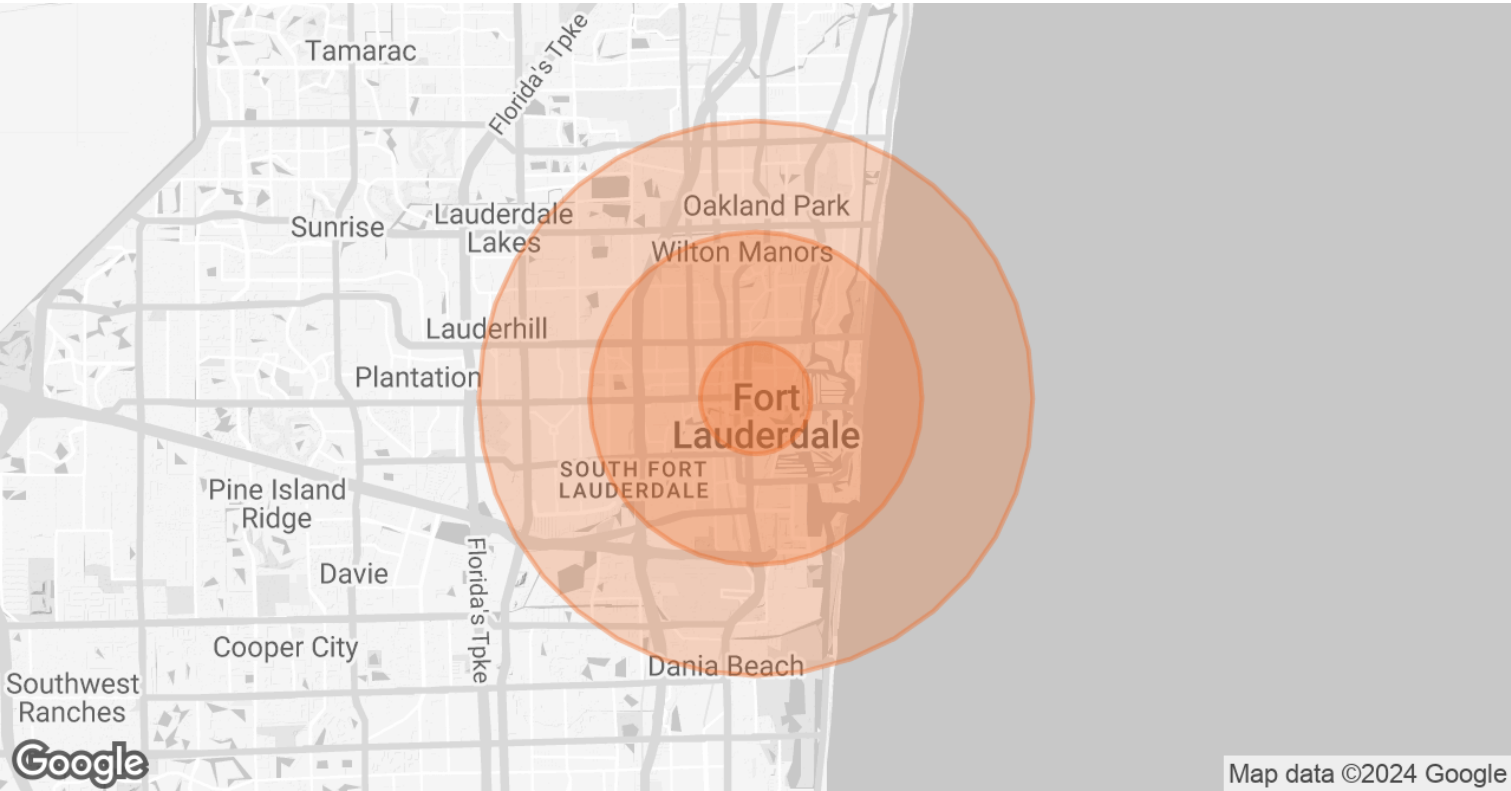 Tamarac
Florida's Tpke
Oakland Park
Lauderdale
Lakes
Sunrise
Wilton Manors
Lauderhill
Plantation
Fort
Lauderdale
SOUTH FORT
LAUDERDALE
Pine Island
Ridge
Davie
Florida's Tpke
Cooper City
Dania Beach
Southwest
Ranches
Google
Map data ©2024 Google